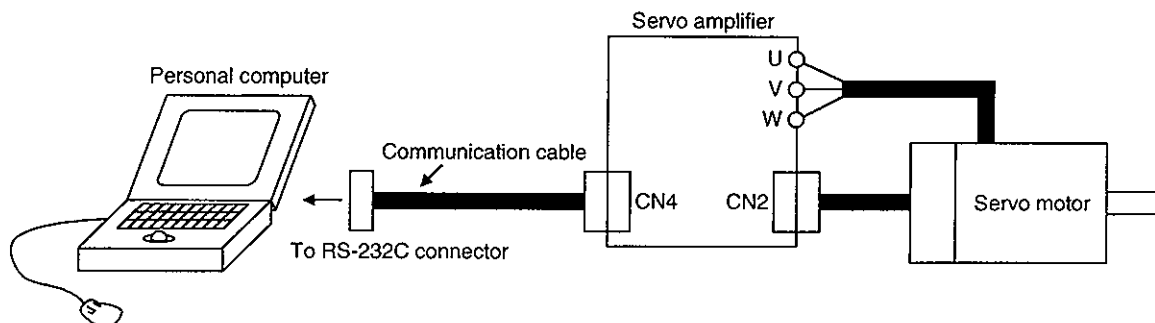 Servo amplifier
Personal computer
U
V
W
Communication cable
CN4
CN2
Servo motor
To RS-232C connector